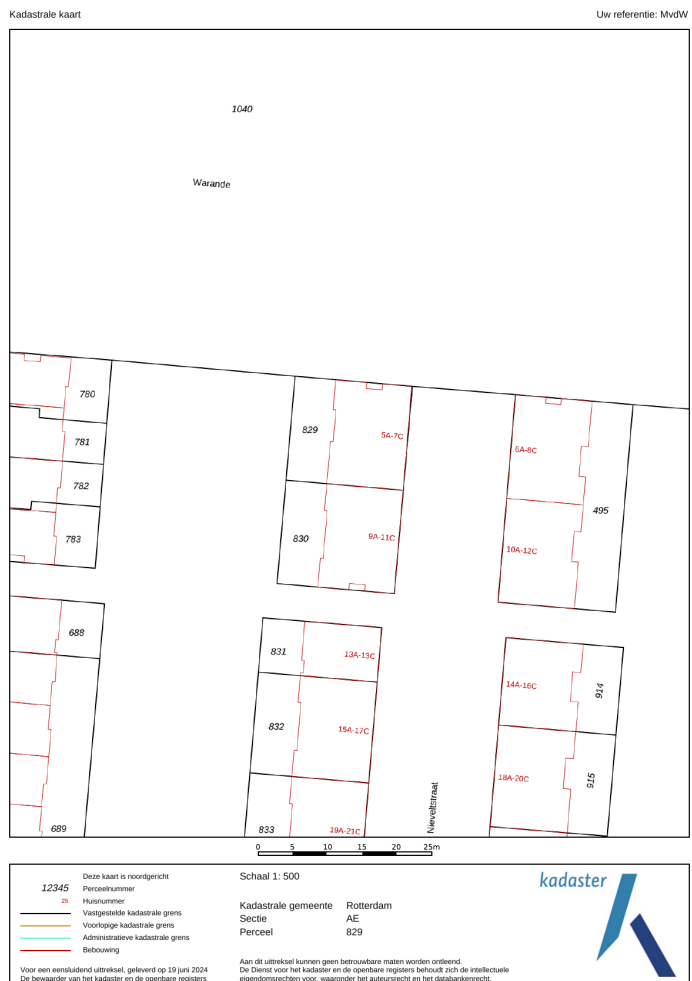 Kadastrale kaart
Uw referentie: MvdW
1040
Warande
780
781
782
783
829
5A-7C
6A-8C
495
830
9A-11C
10A-12C
688
831
13A-13C
14A-16C
914
832
15A-17C
18A-20C
915
Nieveltstraat
689
833
19A-21C
0 5 10 15 20 25m
Deze kaart is noordgericht
12345 Perceelnummer
25 Huisnummer
Vastgestelde kadastrale grens
Voorlopige kadastrale grens
Administratieve kadastrale grens
Bebouwing
Voor een eensluidend uittreksel, geleverd op 19 juni 2024
De bewaarder van het kadaster en de openbare registers
Schaal 1: 500
Kadastrale gemeente Rotterdam
Sectie AE
Perceel 829
Aan dit uittreksel kunnen geen betrouwbare maten worden ontleend.
De Dienst voor het kadaster en de openbare registers behoudt zich de intellectuele
eigendomsrechten voor, waaronder het auteursrecht en het databankenrecht.
kadaster